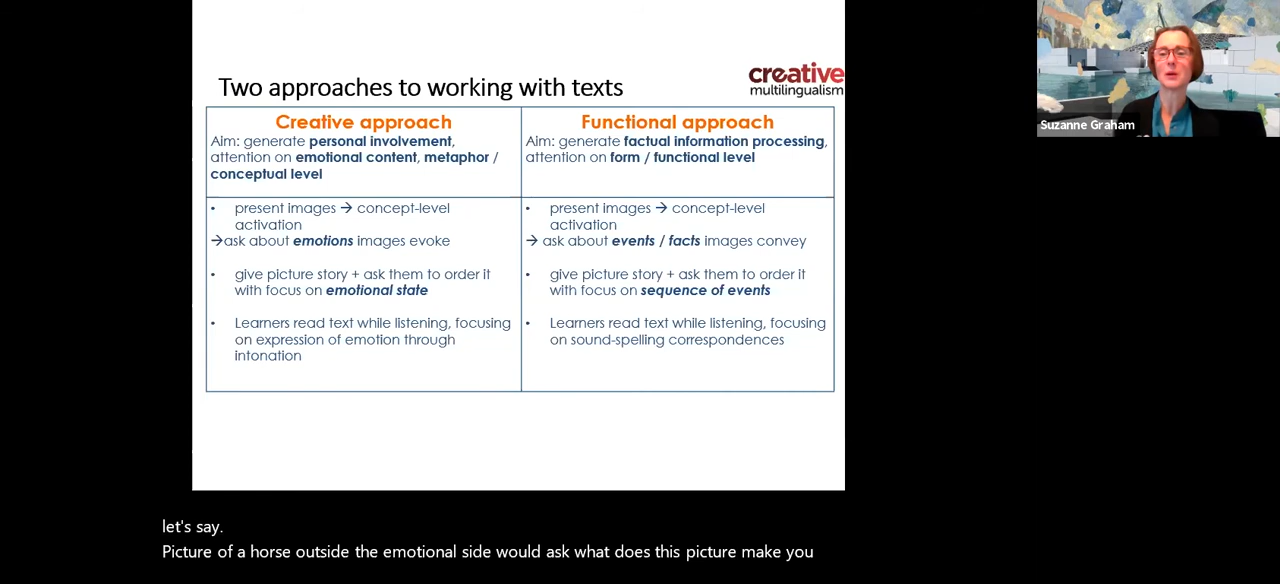 Two approaches to working with texts
creative
multilingualism
Creative approach
Aim: generate personal involvement,
attention on emotional content, metaphor /
conceptual level
Functional approach
Aim: generate factual information processing,
attention on form / functional level
• present images → concept-level
activation
→ask about emotions images evoke
• give picture story + ask them to order it
with focus on emotional state
• Learners read text while listening, focusing
on expression of emotion through
intonation
• present images → concept-level
activation
→ ask about events / facts images convey
• give picture story + ask them to order it
with focus on sequence of events
• Learners read text while listening, focusing
on sound-spelling correspondences
Suzanne Graham
let's say.
Picture of a horse outside the emotional side would ask what does this picture make you